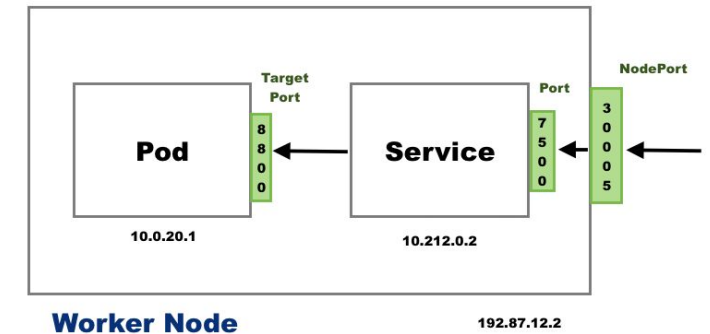 NodePort
Target
Port
Port
8800
Pod
Service
7500
30005
10.0.20.1
10.212.0.2
Worker Node
192.87.12.2